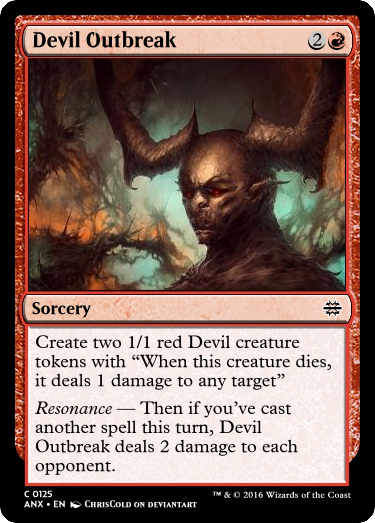 Devil Outbreak 2
Sorcery
Create two 1/1 red Devil creature
tokens with “When this creature dies,
it deals 1 damage to any target”
Resonance — Then if you’ve cast
another spell this turn, Devil
Outbreak deals 2 damage to each
opponent.
C 0125
ANX • EN ChrisCold on deviantart
™ & © 2016 Wizards of the Coast